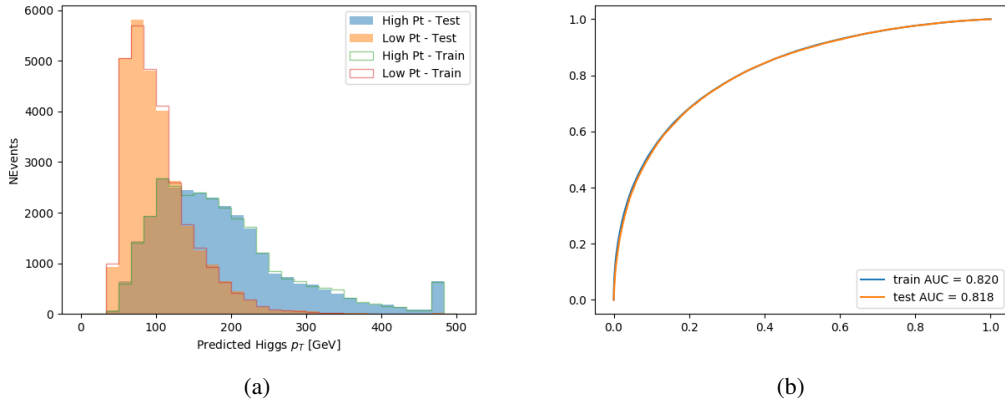 6000
5000
4000
3000
2000
1000
0
NEvents
High Pt - Test
Low Pt - Test
High Pt - Train
Low Pt - Train
0 100 200 300 400 500
Predicted Higgs p_T [GeV]
(a)
1.0
0.8
0.6
0.4
0.2
0.0
train AUC = 0.820
test AUC = 0.818
0.0 0.2 0.4 0.6 0.8 1.0
(b)